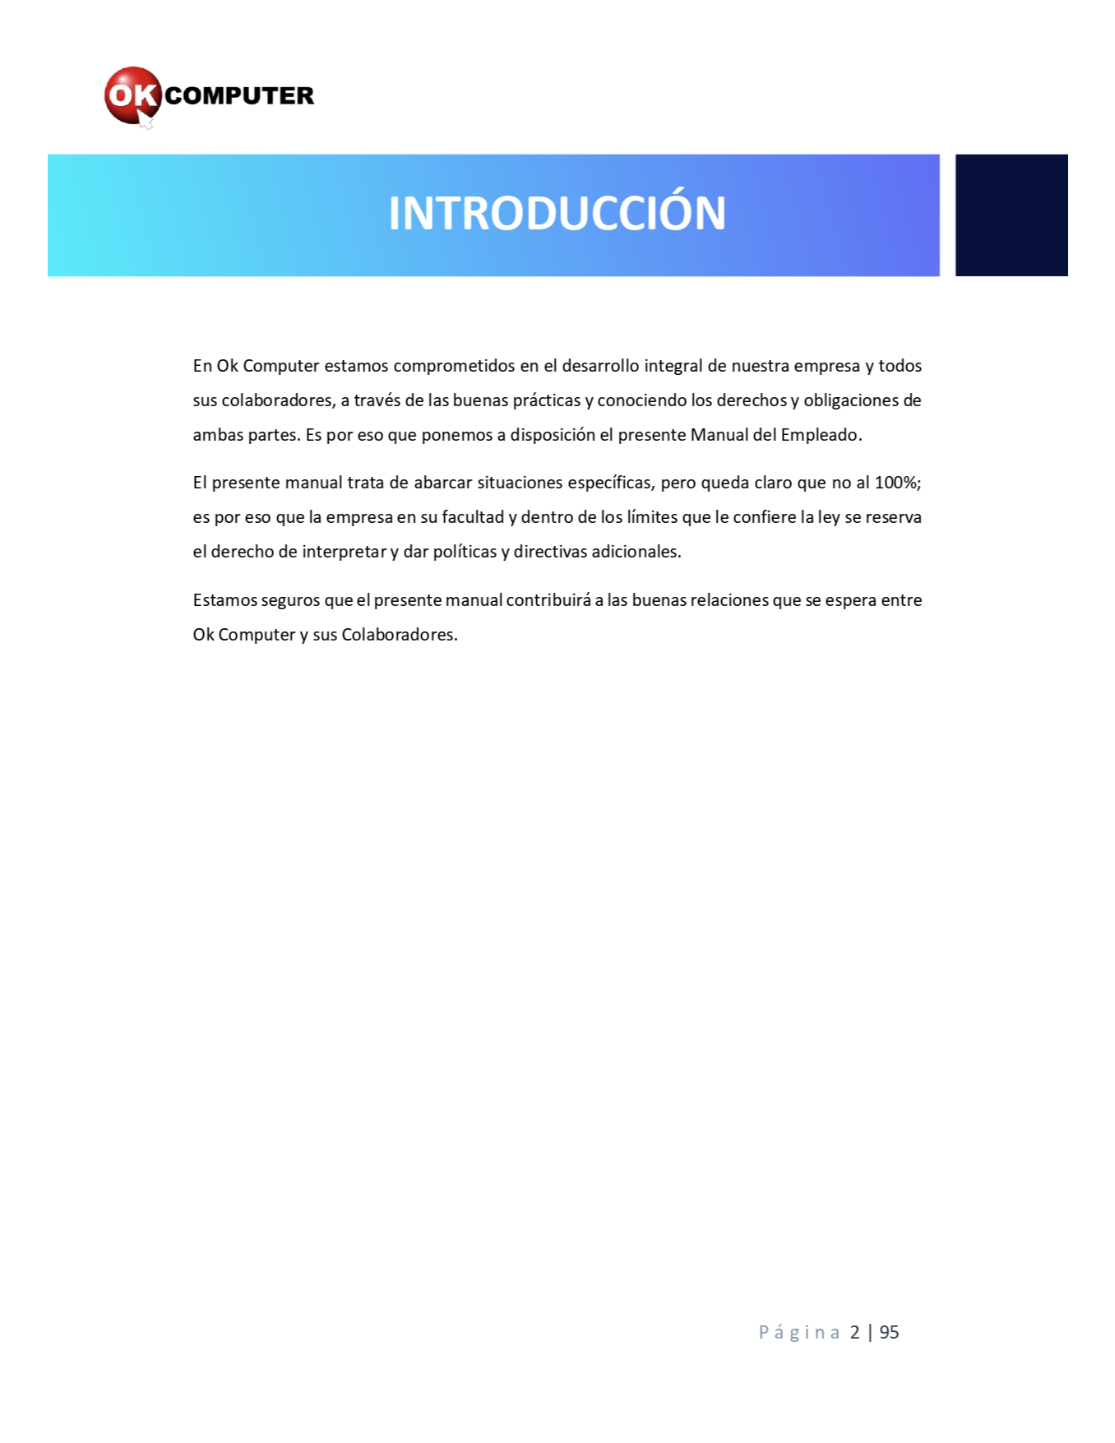 OK COMPUTER
INTRODUCCIÓN
En Ok Computer estamos comprometidos en el desarrollo integral de nuestra empresa y todos
sus colaboradores, a través de las buenas prácticas y conociendo los derechos y obligaciones de
ambas partes. Es por eso que ponemos a disposición el presente Manual del Empleado.
El presente manual trata de abarcar situaciones específicas, pero queda claro que no al 100%;
es por eso que la empresa en su facultad y dentro de los límites que le confiere la ley se reserva
el derecho de interpretar y dar políticas y directivas adicionales.
Estamos seguros que el presente manual contribuirá a las buenas relaciones que se espera entre
Ok Computer y sus Colaboradores.
Página 2 | 95